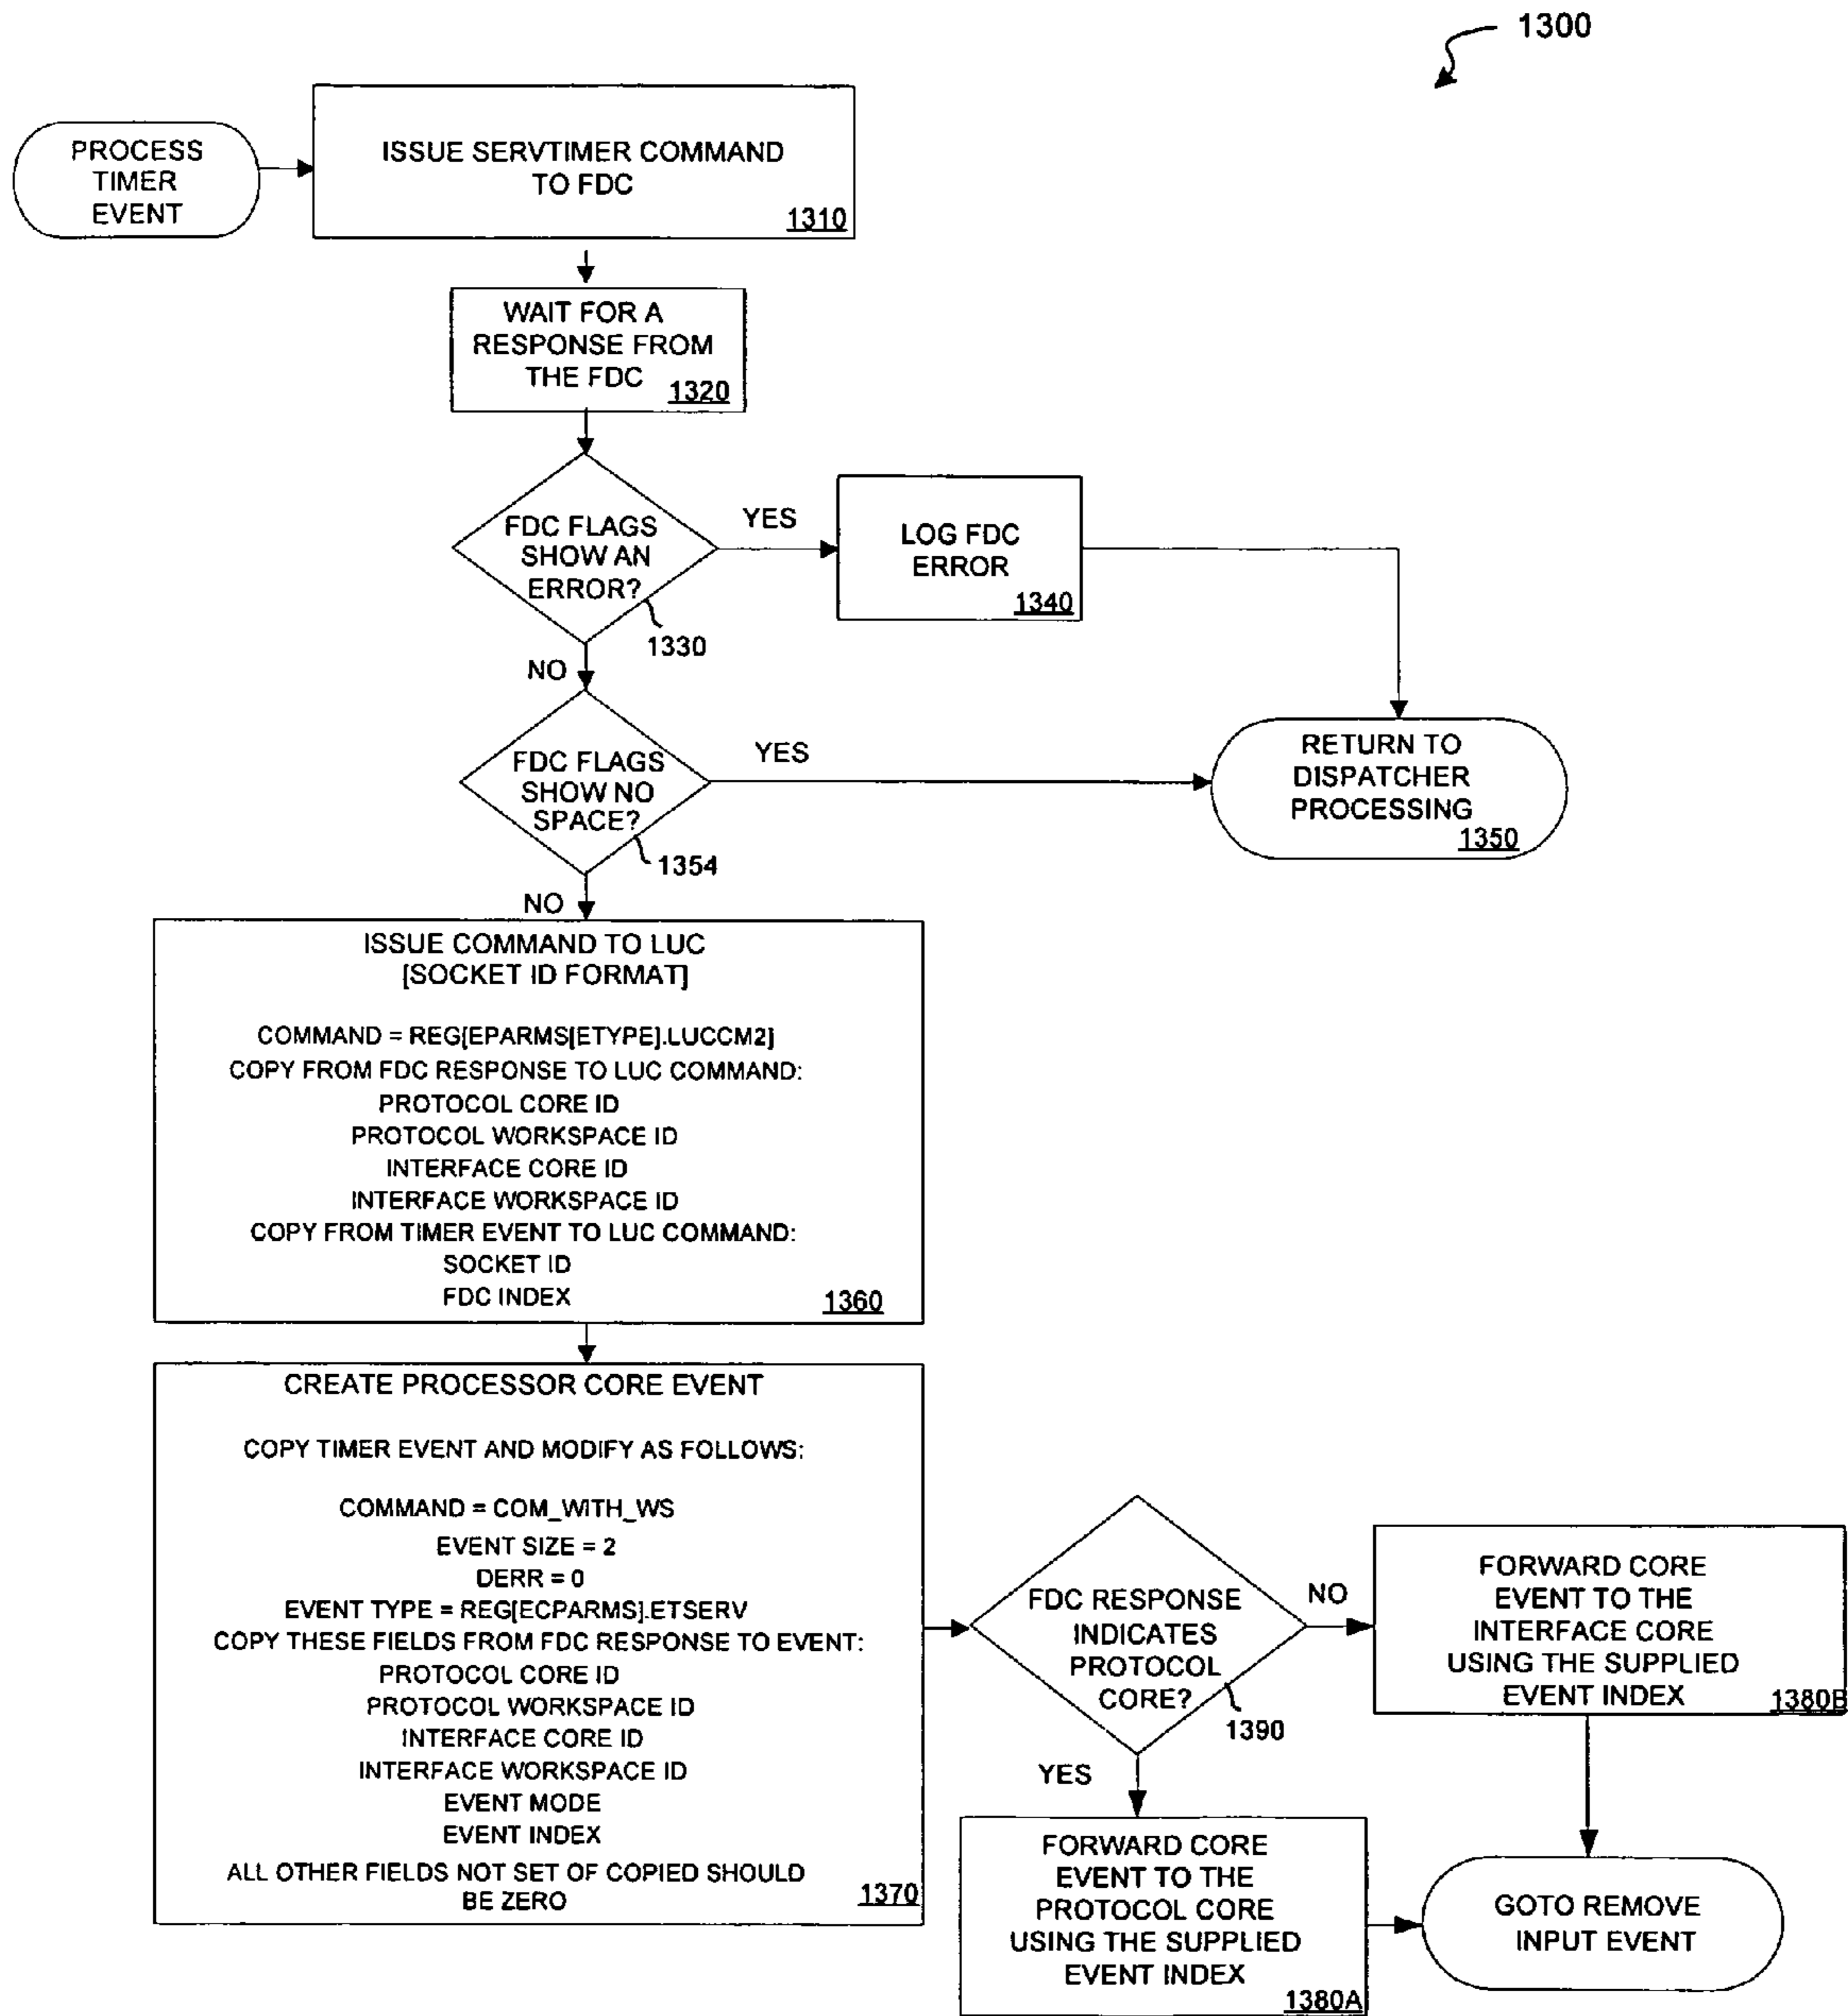 1300
PROCESS
TIMER
EVENT
ISSUE SERVTIMER COMMAND
TO FDC
1310
WAIT FOR A
RESPONSE FROM
THE FDC
1320
FDC FLAGS
SHOW AN
ERROR?
1330
YES
LOG FDC
ERROR
1340
NO
FDC FLAGS
SHOW NO
SPACE?
1354
YES
RETURN TO
DISPATCHER
PROCESSING
1350
NO
ISSUE COMMAND TO LUC
[SOCKET ID FORMAT]
COMMAND = REG[EPARMS[ETYPE].LUCCM2]
COPY FROM FDC RESPONSE TO LUC COMMAND:
PROTOCOL CORE ID
PROTOCOL WORKSPACE ID
INTERFACE CORE ID
INTERFACE WORKSPACE ID
COPY FROM TIMER EVENT TO LUC COMMAND:
SOCKET ID
FDC INDEX
1360
CREATE PROCESSOR CORE EVENT
COPY TIMER EVENT AND MODIFY AS FOLLOWS:
COMMAND = COM_WITH_WS
EVENT SIZE = 2
DERR = 0
EVENT TYPE = REG[ECPARMS].ETSERV
COPY THESE FIELDS FROM FDC RESPONSE TO EVENT:
PROTOCOL CORE ID
PROTOCOL WORKSPACE ID
INTERFACE CORE ID
INTERFACE WORKSPACE ID
EVENT MODE
EVENT INDEX
ALL OTHER FIELDS NOT SET OF COPIED SHOULD
BE ZERO
1370
FDC RESPONSE
INDICATES
PROTOCOL
CORE?
1390
NO
FORWARD CORE
EVENT TO THE
INTERFACE CORE
USING THE SUPPLIED
EVENT INDEX
1380B
YES
FORWARD CORE
EVENT TO THE
PROTOCOL CORE
USING THE SUPPLIED
EVENT INDEX
1380A
GOTO REMOVE
INPUT EVENT